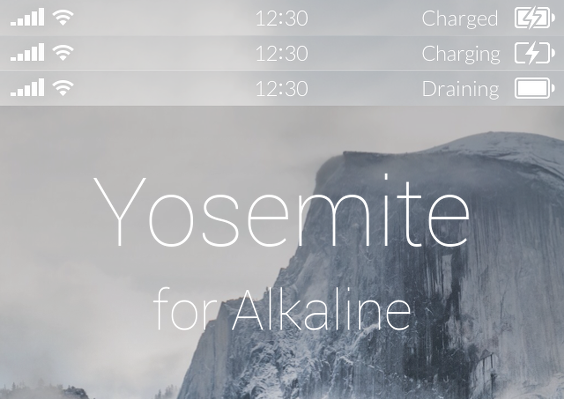 12:30 Charged
12:30 Charging
12:30 Draining
Yosemite
for Alkaline